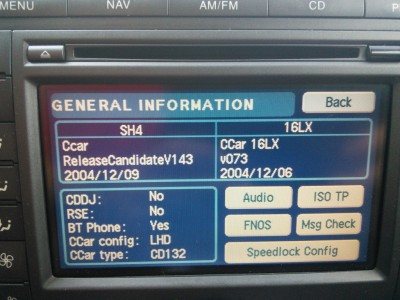 MENU NAV AM/FM CD
GENERAL INFORMATION Back
SH4 16LX
Ccar CCar 16LX
ReleaseCandidateV143 v073
2004/12/09 2004/12/06
CDDJ: No Audio ISO TP
RSE: No
BT Phone: Yes FNOS Msg Check
CCar config: LHD
CCar type: CD132 Speedlock Config